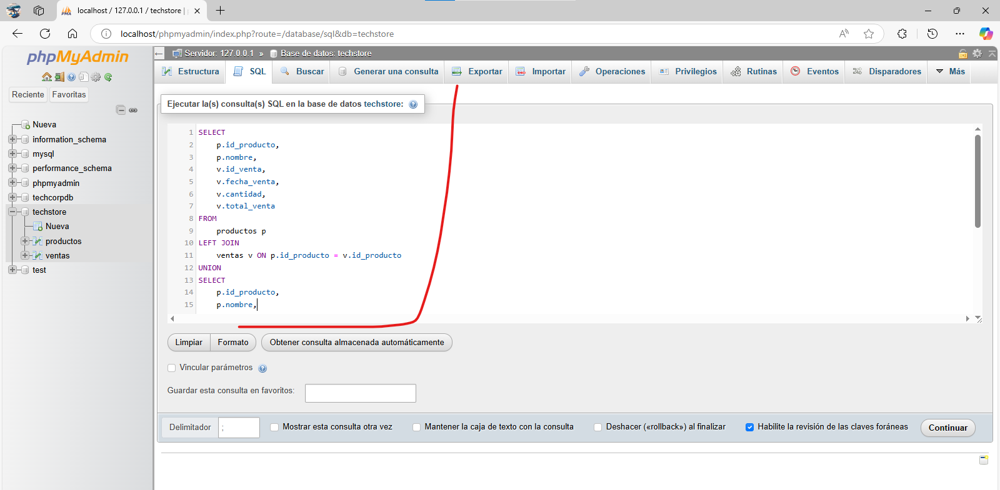 localhost / 127.0.0.1 / techstore |
localhost/phpmyadmin/index.php?route=/database/sql&db=techstore
phpMyAdmin
Reciente Favoritas
Nueva
information_schema
mysql
performance_schema
phpmyadmin
techcorpdb
techstore
Nueva
productos
ventas
test
Servidor: 127.0.0.1 » Base de datos: techstore
Estructura SQL Buscar Generar una consulta Exportar Importar Operaciones Privilegios Rutinas Eventos Disparadores Más
Ejecutar la(s) consulta(s) SQL en la base de datos techstore:
1 SELECT
2 p.id_producto,
3 p.nombre,
4 v.id_venta,
5 v.fecha_venta,
6 v.cantidad,
7 v.total_venta
8 FROM
9 productos p
10 LEFT JOIN
11 ventas v ON p.id_producto = v.id_producto
12 UNION
13 SELECT
14 p.id_producto,
15 p.nombre,
Limpiar Formato Obtener consulta almacenada automáticamente
Vincular parámetros
Guardar esta consulta en favoritos:
Delimitador ; Mostrar esta consulta otra vez Mantener la caja de texto con la consulta Deshacer («rollback») al finalizar Habilite la revisión de las claves foráneas Continuar